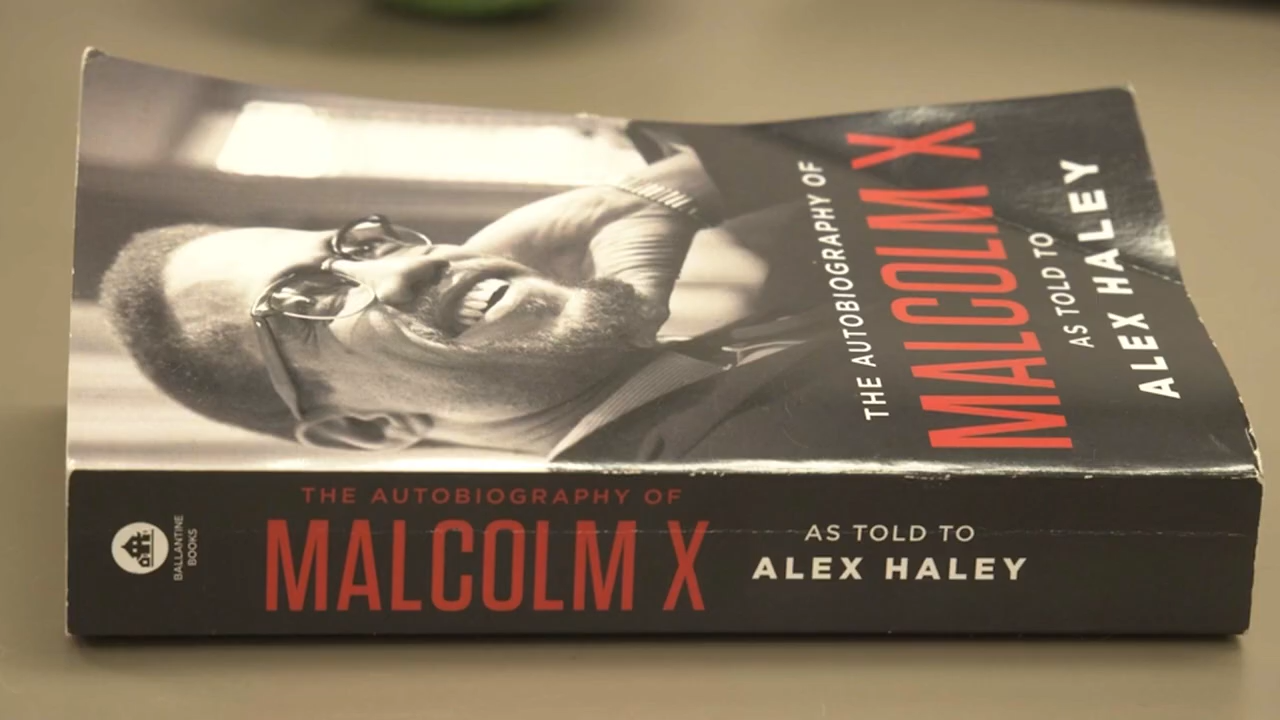 THE AUTOBIOGRAPHY OF
MALCOLM X
AS TOLD TO
ALEX HALEY
BALLANTINE
BOOKS
THE AUTOBIOGRAPHY OF
MALCOLM X
AS TOLD TO
ALEX HALEY